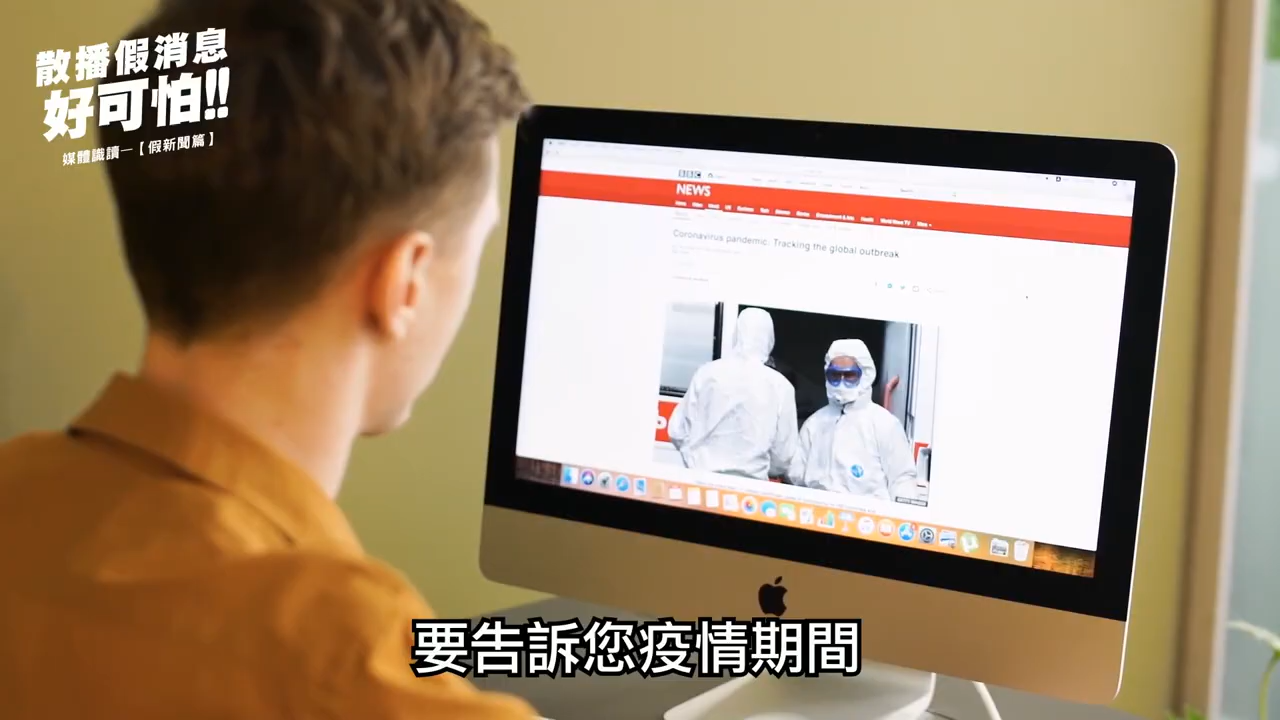 散播假消息
好可怕!!
媒體識讀—【假新聞篇】
BBC
NEWS
Coronavirus pandemic: Tracking the global outbreak
要告訴您疫情期間